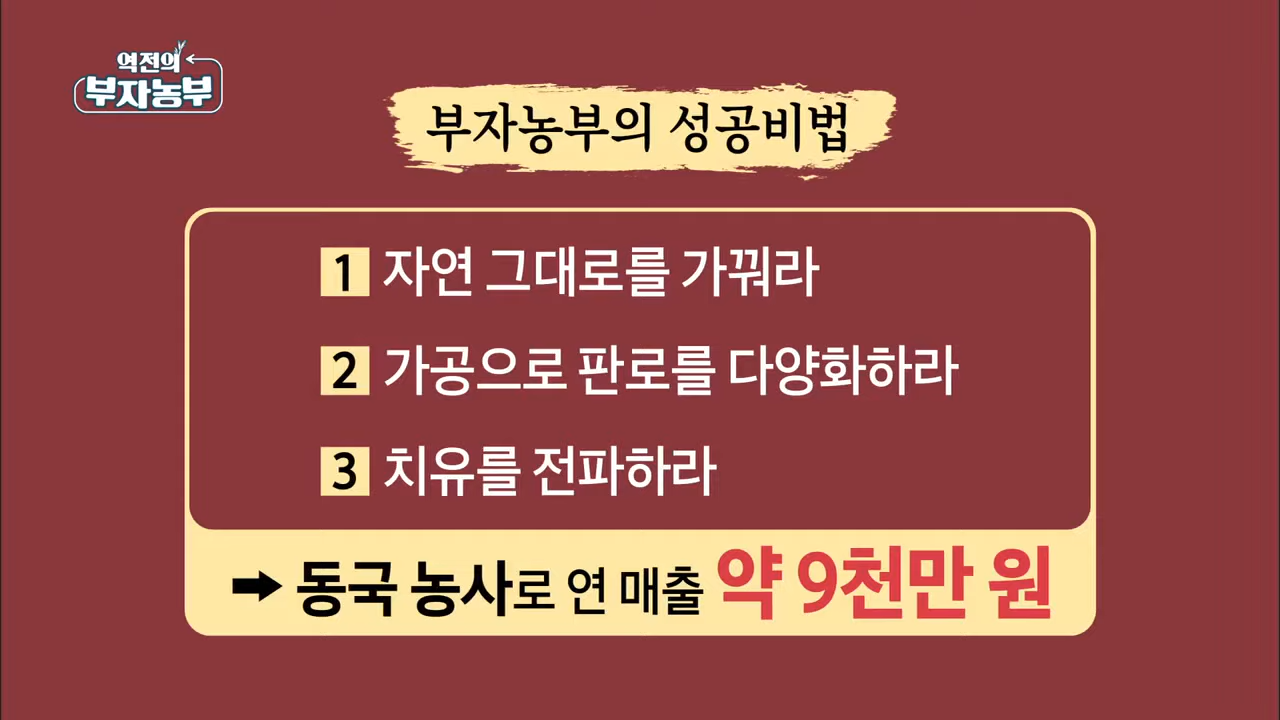 역전의
부자농부
부자농부의 성공비법
1 자연 그대로를 가꿔라
2 가공으로 판로를 다양화하라
3 치유를 전파하라
➡ 동국 농사로 연 매출 약 9천만 원